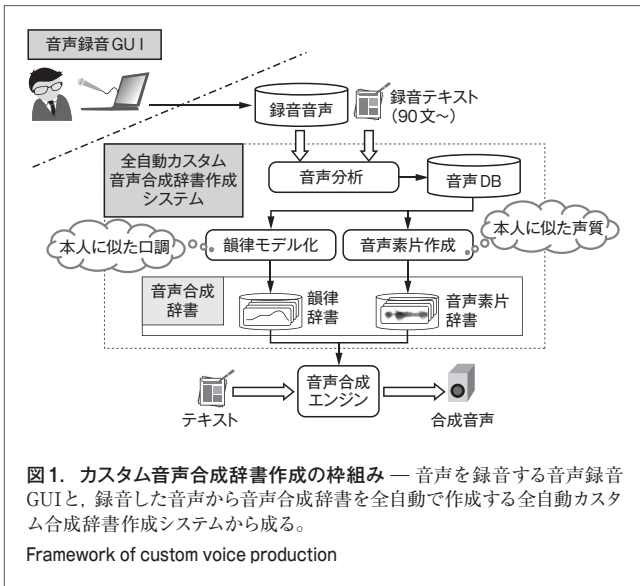 音声録音GUI
録音音声
録音テキスト
(90文~)
全自動カスタム
音声合成辞書作成
システム
音声分析
音声DB
本人に似た口調
韻律モデル化
音声素片作成
本人に似た声質
音声合成
辞書
韻律
辞書
音声素片
辞書
テキスト
音声合成
エンジン
合成音声
図1. カスタム音声合成辞書作成の枠組み — 音声を録音する音声録音
GUIと,録音した音声から音声合成辞書を全自動で作成する全自動カスタ
ム合成辞書作成システムから成る。
Framework of custom voice production